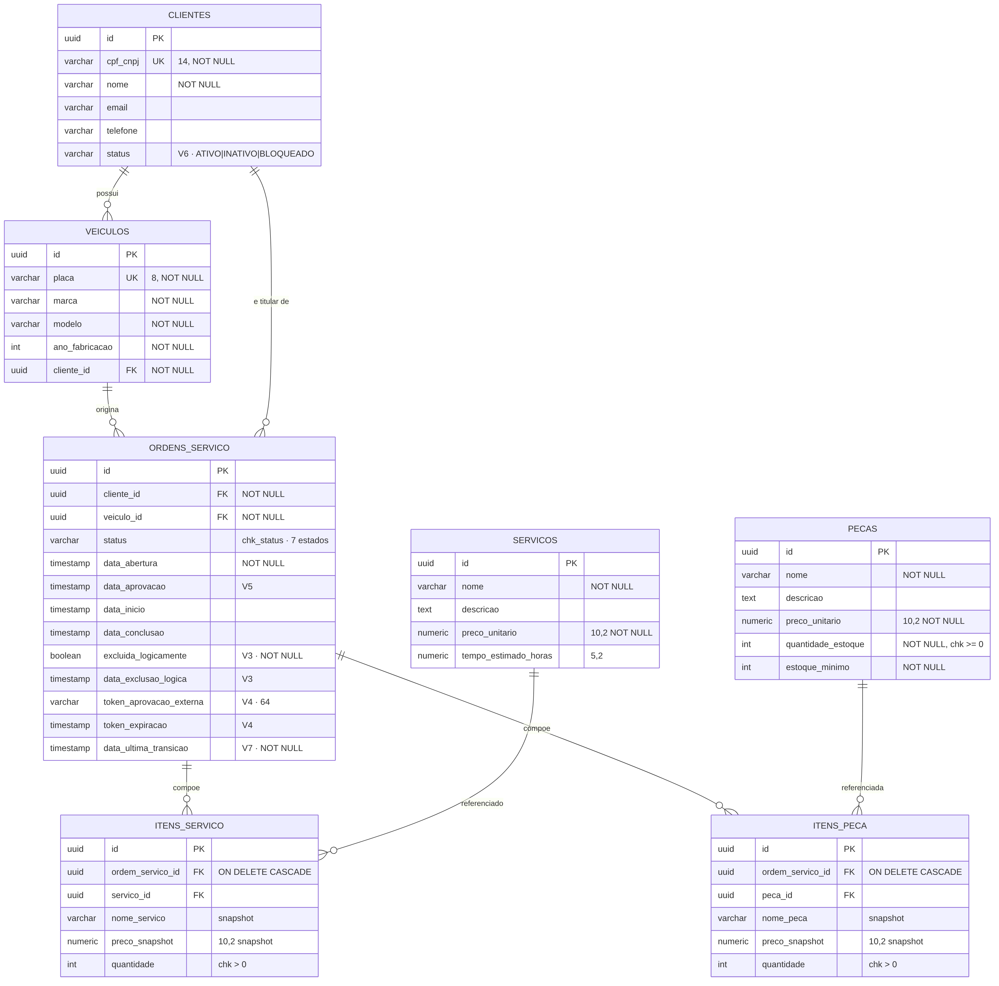 CLIENTES
uuid id PK
varchar cpf_cnpj UK 14, NOT NULL
varchar nome NOT NULL
varchar email
varchar telefone
varchar status V6 · ATIVO|INATIVO|BLOQUEADO
possui
e titular de
VEICULOS
uuid id PK
varchar placa UK 8, NOT NULL
varchar marca NOT NULL
varchar modelo NOT NULL
int ano_fabricacao NOT NULL
uuid cliente_id FK NOT NULL
origina
ORDENS_SERVICO
uuid id PK
uuid cliente_id FK NOT NULL
uuid veiculo_id FK NOT NULL
varchar status chk_status · 7 estados
timestamp data_abertura NOT NULL
timestamp data_aprovacao V5
timestamp data_inicio
timestamp data_conclusao
boolean excluida_logicamente V3 · NOT NULL
timestamp data_exclusao_logica V3
varchar token_aprovacao_externa V4 · 64
timestamp token_expiracao V4
timestamp data_ultima_transicao V7 · NOT NULL
SERVICOS
uuid id PK
varchar nome NOT NULL
text descricao
numeric preco_unitario 10,2 NOT NULL
numeric tempo_estimado_horas 5,2
PECAS
uuid id PK
varchar nome NOT NULL
text descricao
numeric preco_unitario 10,2 NOT NULL
int quantidade_estoque NOT NULL, chk >= 0
int estoque_minimo NOT NULL
compoe
compoe
referenciado
referenciada
ITENS_SERVICO
uuid id PK
uuid ordem_servico_id FK ON DELETE CASCADE
uuid servico_id FK
varchar nome_servico snapshot
numeric preco_snapshot 10,2 snapshot
int quantidade chk > 0
ITENS_PECA
uuid id PK
uuid ordem_servico_id FK ON DELETE CASCADE
uuid peca_id FK
varchar nome_peca snapshot
numeric preco_snapshot 10,2 snapshot
int quantidade chk > 0